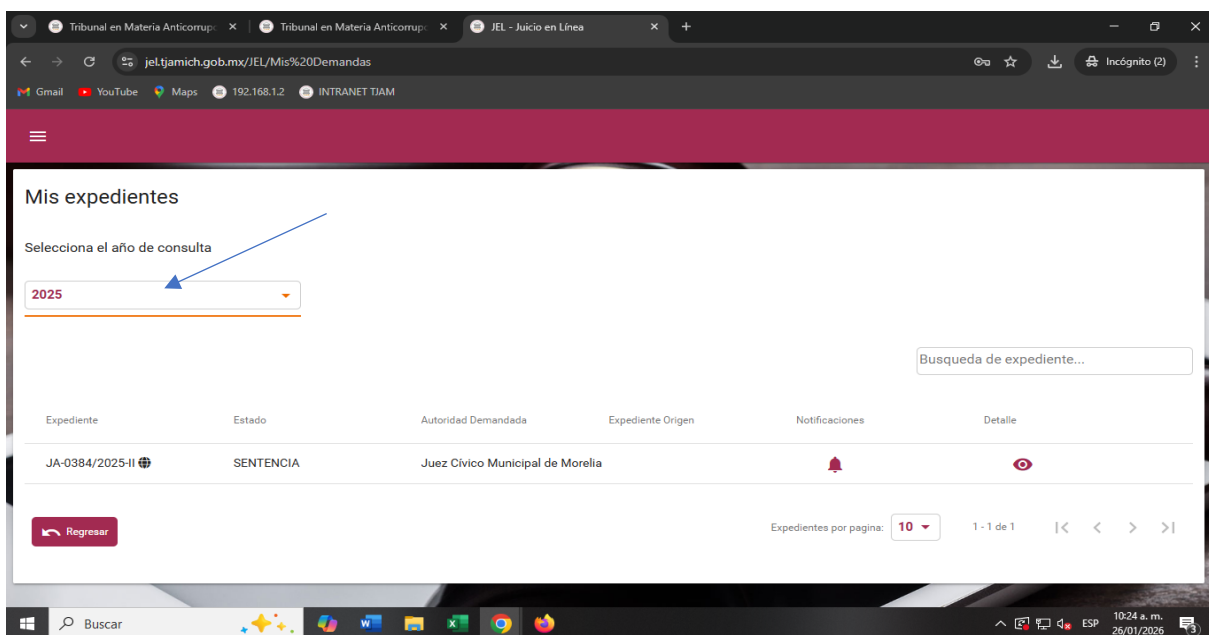 Tribunal en Materia Anticorrupc Tribunal en Materia Anticorrupc JEL - Juicio en Línea
jel.tjamich.gob.mx/JEL/Mis%20Demandas Incógnito (2)
Gmail YouTube Maps 192.168.1.2 INTRANET TJAM
Mis expedientes
Selecciona el año de consulta
2025
Busqueda de expediente...
Expediente Estado Autoridad Demandada Expediente Origen Notificaciones Detalle
JA-0384/2025-II SENTENCIA Juez Cívico Municipal de Morelia
Regresar Expedientes por pagina: 10 1 - 1 de 1
Buscar ESP 10:24 a. m.
26/01/2026 3